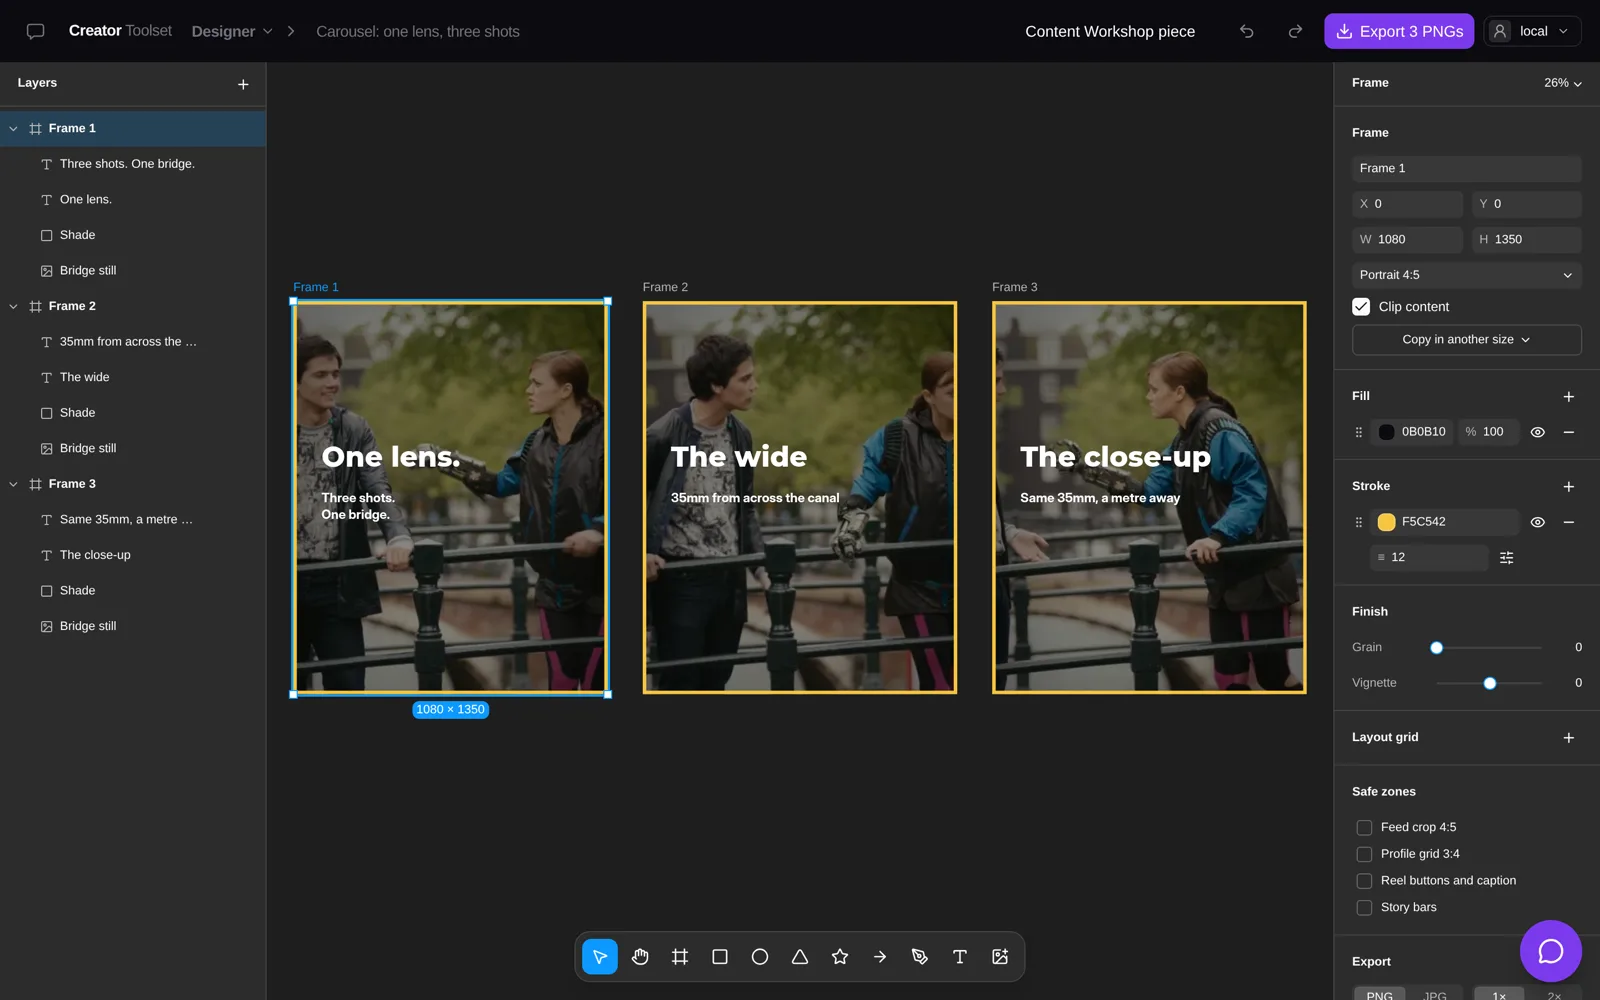 Creator Toolset
Designer
Carousel: one lens, three shots
Content Workshop piece
Export 3 PNGs
local
Layers
Frame 1
Three shots. One bridge.
One lens.
Shade
Bridge still
Frame 2
35mm from across the ...
The wide
Shade
Bridge still
Frame 3
Same 35mm, a metre ...
The close-up
Shade
Bridge still
Frame 1
One lens.
Three shots.
One bridge.
1080 × 1350
Frame 2
The wide
35mm from across the canal
Frame 3
The close-up
Same 35mm, a metre away
Frame
26%
Frame
Frame 1
X 0
Y 0
W 1080
H 1350
Portrait 4:5
Clip content
Copy in another size
Fill
0B0B10
% 100
Stroke
F5C542
12
Finish
Grain
0
Vignette
0
Layout grid
Safe zones
Feed crop 4:5
Profile grid 3:4
Reel buttons and caption
Story bars
Export
PNG
JPG
1×
2×